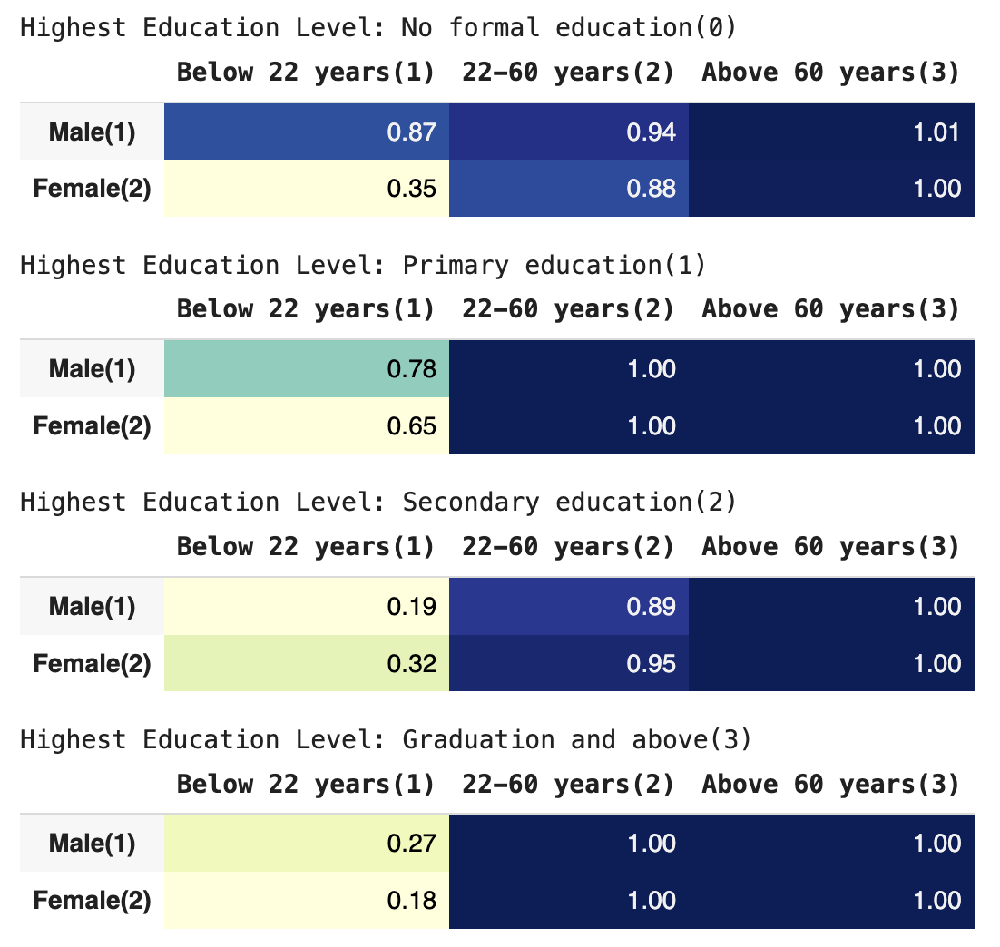 Highest Education Level: No formal education(0)
Below 22 years(1) 22-60 years(2) Above 60 years(3)
Male(1) 0.87 0.94 1.01
Female(2) 0.35 0.88 1.00
Highest Education Level: Primary education(1)
Below 22 years(1) 22-60 years(2) Above 60 years(3)
Male(1) 0.78 1.00 1.00
Female(2) 0.65 1.00 1.00
Highest Education Level: Secondary education(2)
Below 22 years(1) 22-60 years(2) Above 60 years(3)
Male(1) 0.19 0.89 1.00
Female(2) 0.32 0.95 1.00
Highest Education Level: Graduation and above(3)
Below 22 years(1) 22-60 years(2) Above 60 years(3)
Male(1) 0.27 1.00 1.00
Female(2) 0.18 1.00 1.00